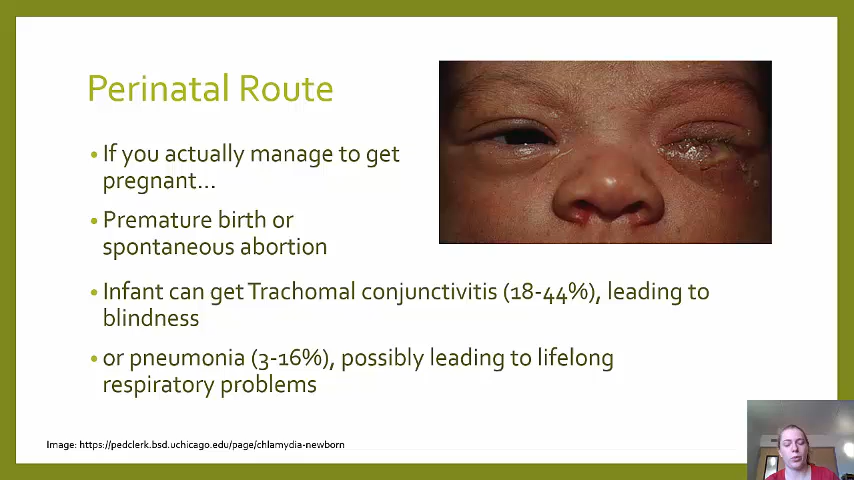 Perinatal Route
• If you actually manage to get
pregnant...
• Premature birth or
spontaneous abortion
• Infant can get Trachomal conjunctivitis (18-44%), leading to
blindness
• or pneumonia (3-16%), possibly leading to lifelong
respiratory problems
Image: https://pedclerk.bsd.uchicago.edu/page/chlamydia-newborn